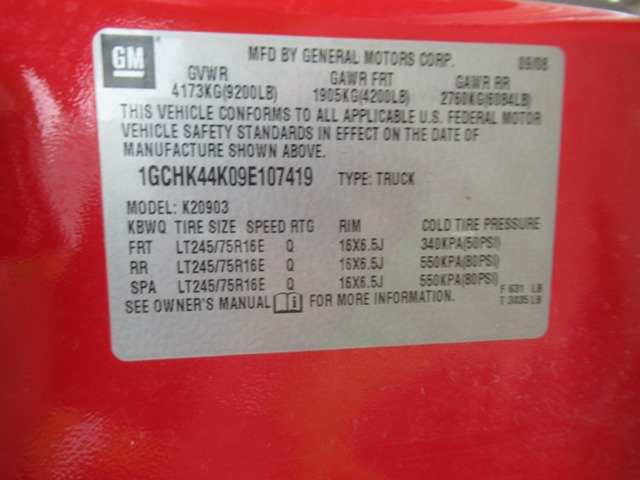 GM MFD BY GENERAL MOTORS CORP. 09/08
GVWR GAWR FRT GAWR RR
4173KG(9200LB) 1905KG(4200LB) 2760KG(6084LB)
THIS VEHICLE CONFORMS TO ALL APPLICABLE U.S. FEDERAL MOTOR
VEHICLE SAFETY STANDARDS IN EFFECT ON THE DATE OF
MANUFACTURE SHOWN ABOVE.
1GCHK44K09E107419 TYPE: TRUCK
MODEL: K20903
KBWQ TIRE SIZE SPEED RTG RIM COLD TIRE PRESSURE
FRT LT245/75R16E Q 16X6.5J 340KPA(50PSI)
RR LT245/75R16E Q 16X6.5J 550KPA(80PSI)
SPA LT245/75R16E Q 16X6.5J 550KPA(80PSI)
F 631 LB
SEE OWNER'S MANUAL i FOR MORE INFORMATION. T 3035 LB